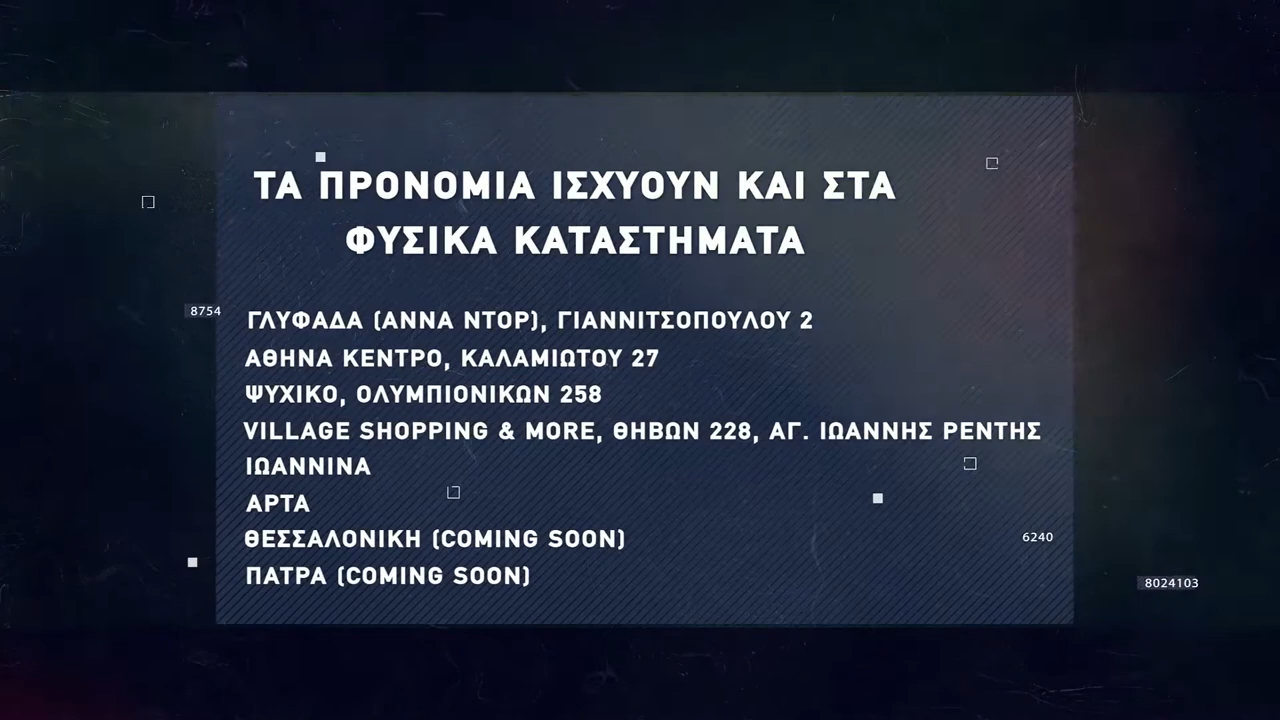 ΤΑ ΠΡΟΝΟΜΙΑ ΙΣΧΥΟΥΝ ΚΑΙ ΣΤΑ
ΦΥΣΙΚΑ ΚΑΤΑΣΤΗΜΑΤΑ
8754
ΓΛΥΦΑΔΑ (ΑΝΝΑ ΝΤΟΡ), ΓΙΑΝΝΙΤΣΟΠΟΥΛΟΥ 2
ΑΘΗΝΑ ΚΕΝΤΡΟ, ΚΑΛΑΜΙΩΤΟΥ 27
ΨΥΧΙΚΟ, ΟΛΥΜΠΙΟΝΙΚΩΝ 258
VILLAGE SHOPPING & MORE, ΘΗΒΩΝ 228, ΑΓ. ΙΩΑΝΝΗΣ ΡΕΝΤΗΣ
ΙΩΑΝΝΙΝΑ
ΑΡΤΑ
ΘΕΣΣΑΛΟΝΙΚΗ (COMING SOON)
6240
ΠΑΤΡΑ (COMING SOON)
8024103